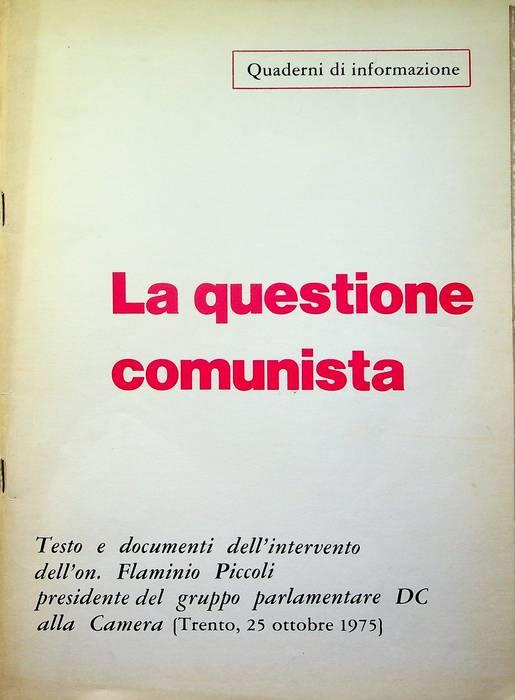 Quaderni di informazione
La questione
comunista
Testo e documenti dell'intervento
dell'on. Flaminio Piccoli
presidente del gruppo parlamentare DC
alla Camera (Trento, 25 ottobre 1975)